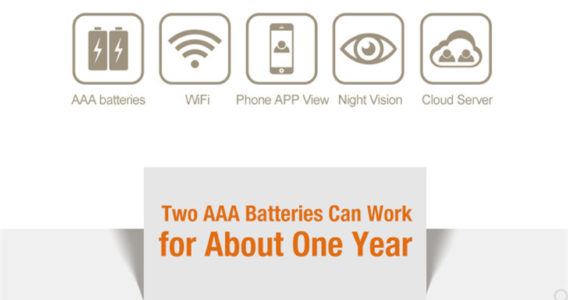 AAA batteries WiFi Phone APP View Night Vision Cloud Server
Two AAA Batteries Can Work
for About One Year